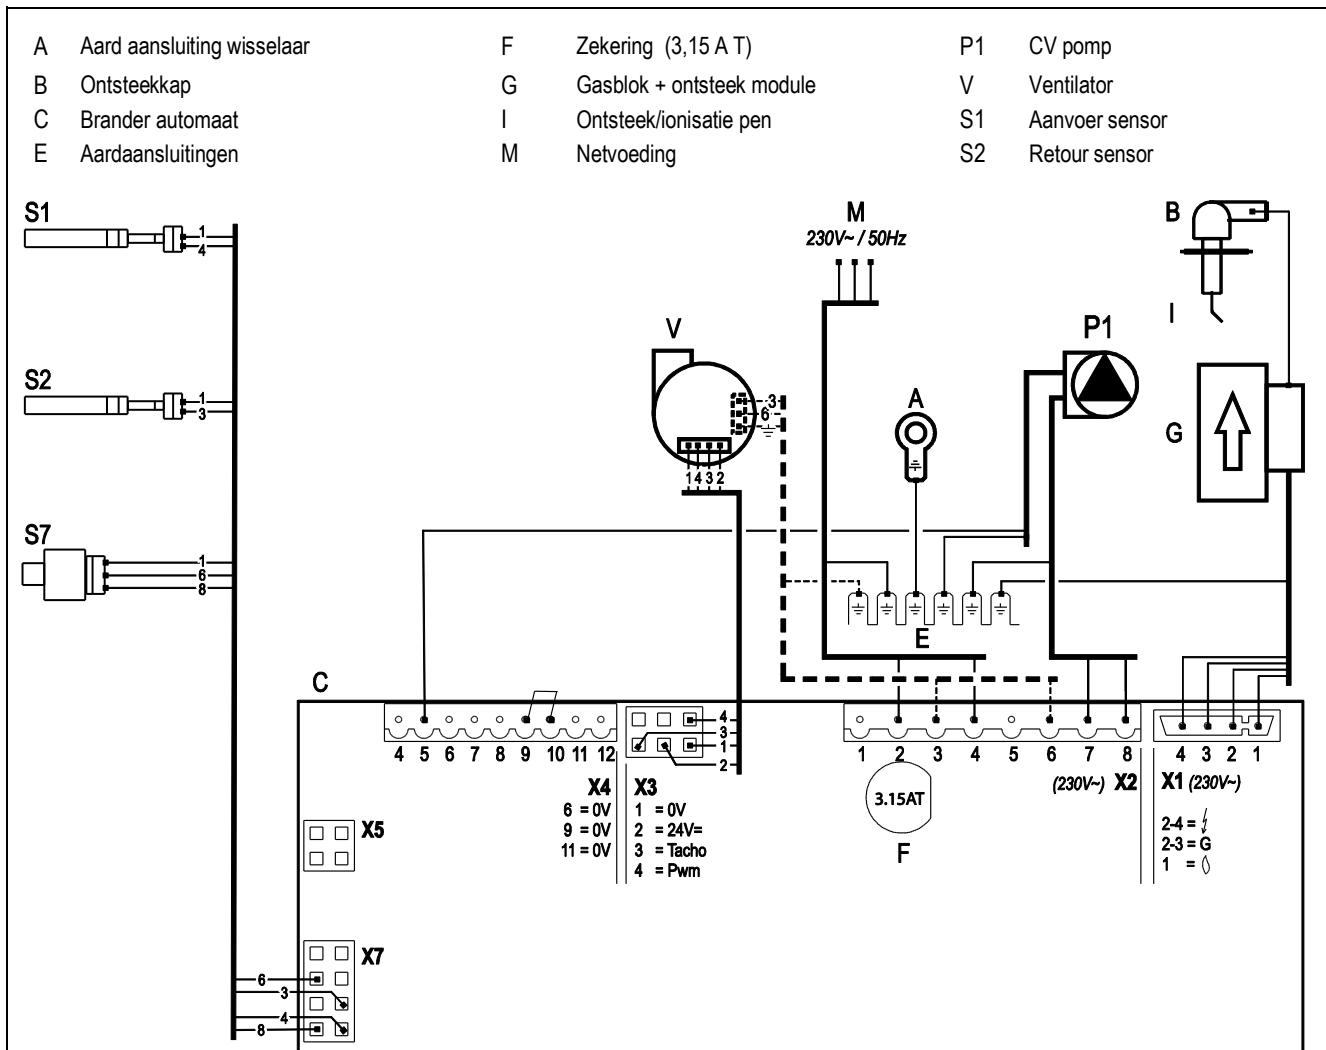 A Aard aansluiting wisselaar F Zekering (3,15 A T) P1 CV pomp
B Ontsteekkap G Gasblok + ontsteek module V Ventilator
C Brander automaat I Ontsteek/ionisatie pen S1 Aanvoer sensor
E Aardaansluitingen M Netvoeding S2 Retour sensor
S1
1
4
M
230V~ / 50Hz
B
I
V
P1
S2
1
3
3
6
A
G
1 4 3 2
S7
1
6
8
E
C
4
3
1
2
4 5 6 7 8 9 10 11 12
1 2 3 4 5 6 7 8
4 3 2 1
X4
6 = 0V
9 = 0V
11 = 0V
X3
1 = 0V
2 = 24V=
3 = Tacho
4 = Pwm
3.15AT
F
(230V~) X2
X1 (230V~)
2-4 =
2-3 = G
1 =
X5
X7
6
3
4
8